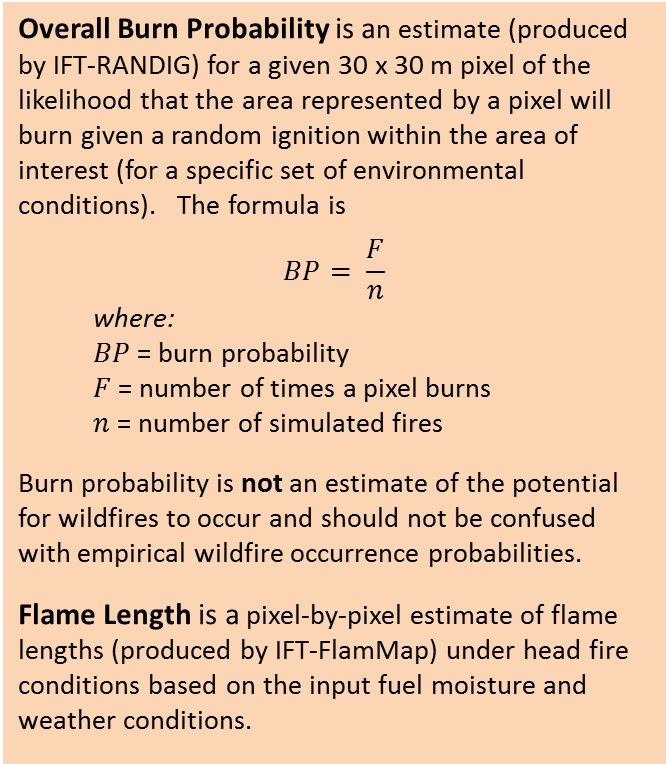 Overall Burn Probability is an estimate (produced
by IFT-RANDIG) for a given 30 x 30 m pixel of the
likelihood that the area represented by a pixel will
burn given a random ignition within the area of
interest (for a specific set of environmental
conditions).   The formula is
BP = F/n
where:
BP = burn probability
F = number of times a pixel burns
n = number of simulated fires
Burn probability is not an estimate of the potential
for wildfires to occur and should not be confused
with empirical wildfire occurrence probabilities.
Flame Length is a pixel-by-pixel estimate of flame
lengths (produced by IFT-FlamMap) under head fire
conditions based on the input fuel moisture and
weather conditions.